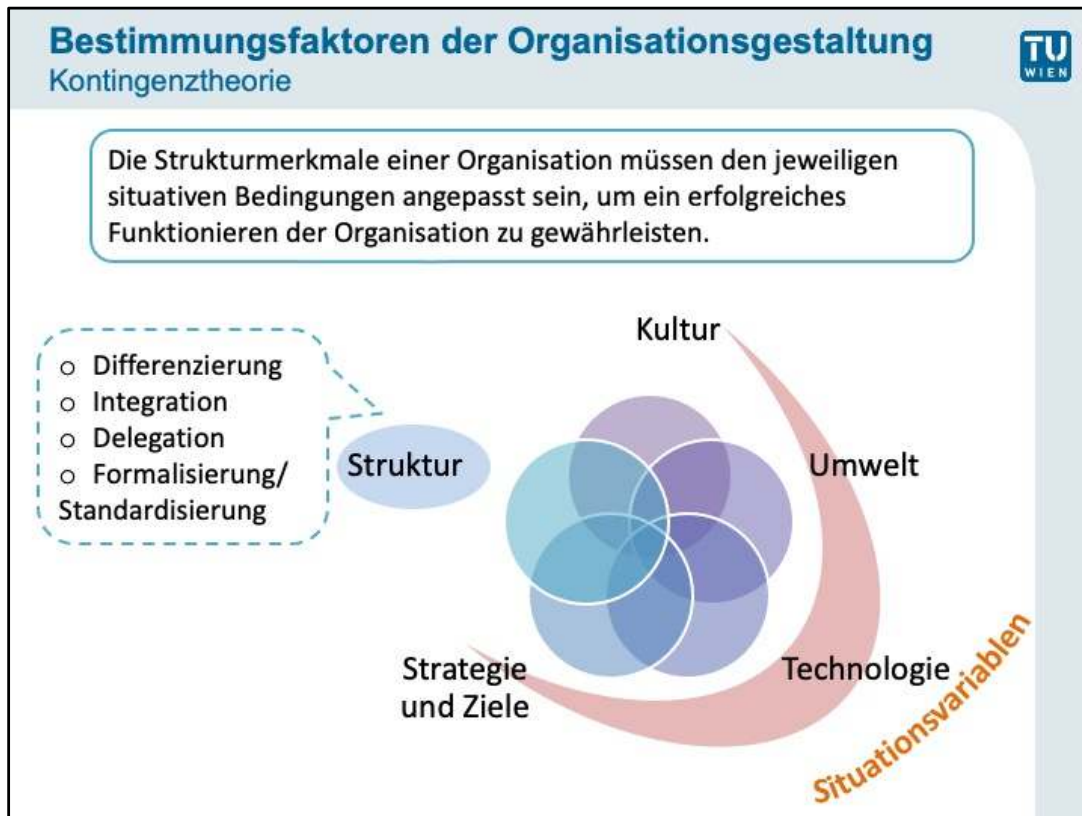 Bestimmungsfaktoren der Organisationsgestaltung
Kontingenztheorie
TU
WIEN
Die Strukturmerkmale einer Organisation müssen den jeweiligen
situativen Bedingungen angepasst sein, um ein erfolgreiches
Funktionieren der Organisation zu gewährleisten.
o Differenzierung
o Integration
o Delegation
o Formalisierung/
Standardisierung
Struktur
Kultur
Umwelt
Technologie
Strategie
und Ziele
Situationsvariablen